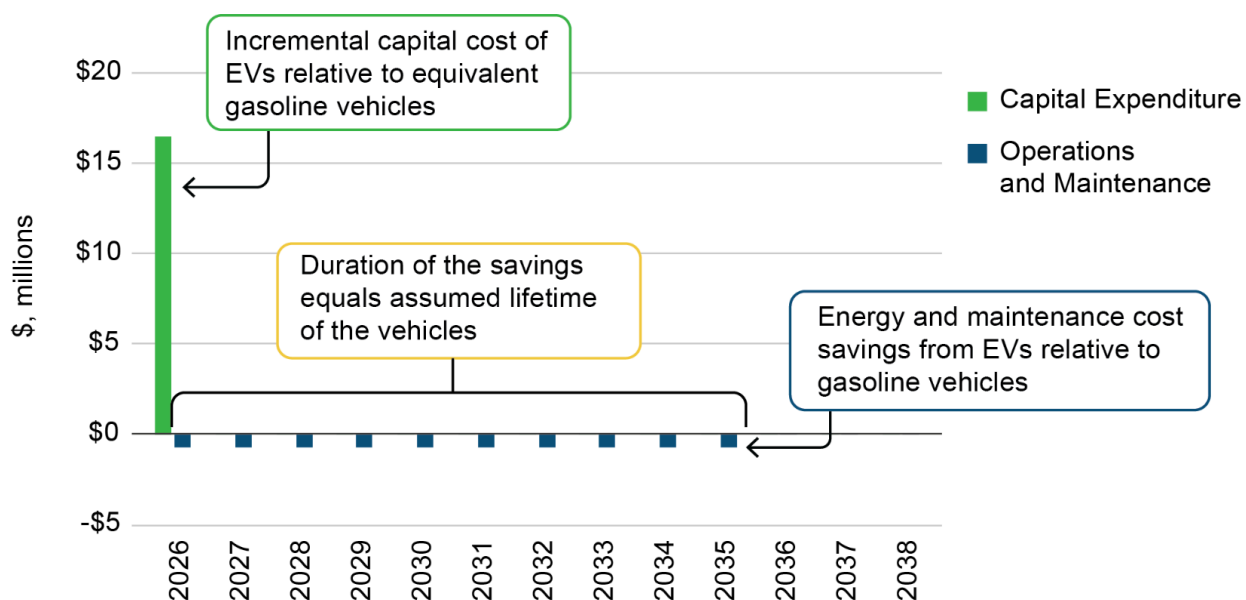 Incremental capital cost of
EVs relative to equivalent
gasoline vehicles
$20
$15
$10
$5
$0
-$5
$, millions
Capital Expenditure
Operations
and Maintenance
Duration of the savings
equals assumed lifetime
of the vehicles
Energy and maintenance cost
savings from EVs relative to
gasoline vehicles
2026
2027
2028
2029
2030
2031
2032
2033
2034
2035
2036
2037
2038